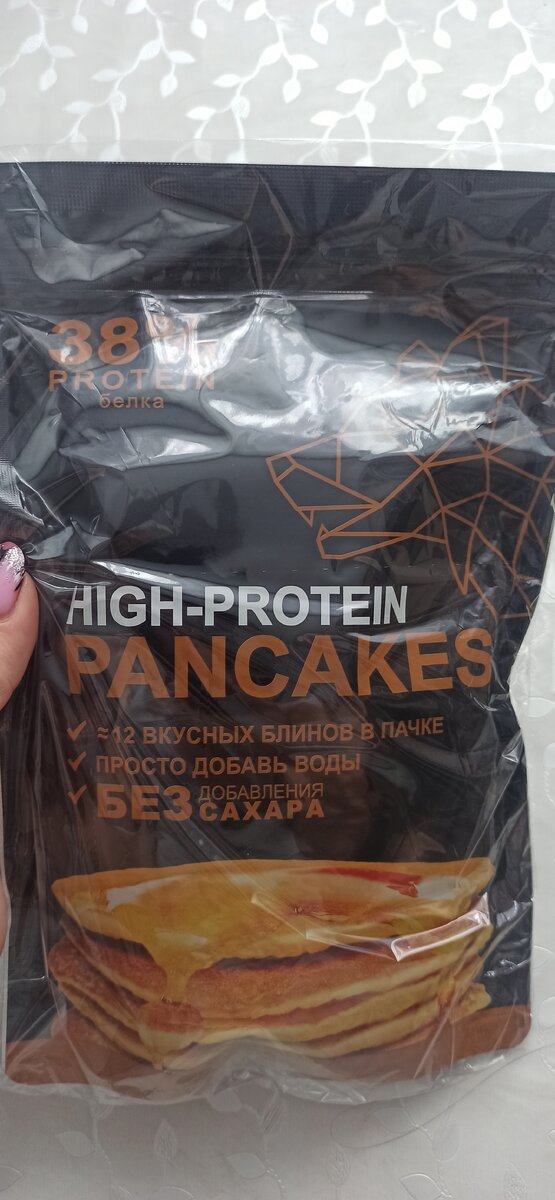 38%
PROTEIN
белка
HIGH-PROTEIN
PANCAKES
≈12 ВКУСНЫХ БЛИНОВ В ПАЧКЕ
ПРОСТО ДОБАВЬ ВОДЫ
БЕЗ ДОБАВЛЕНИЯ
САХАРА